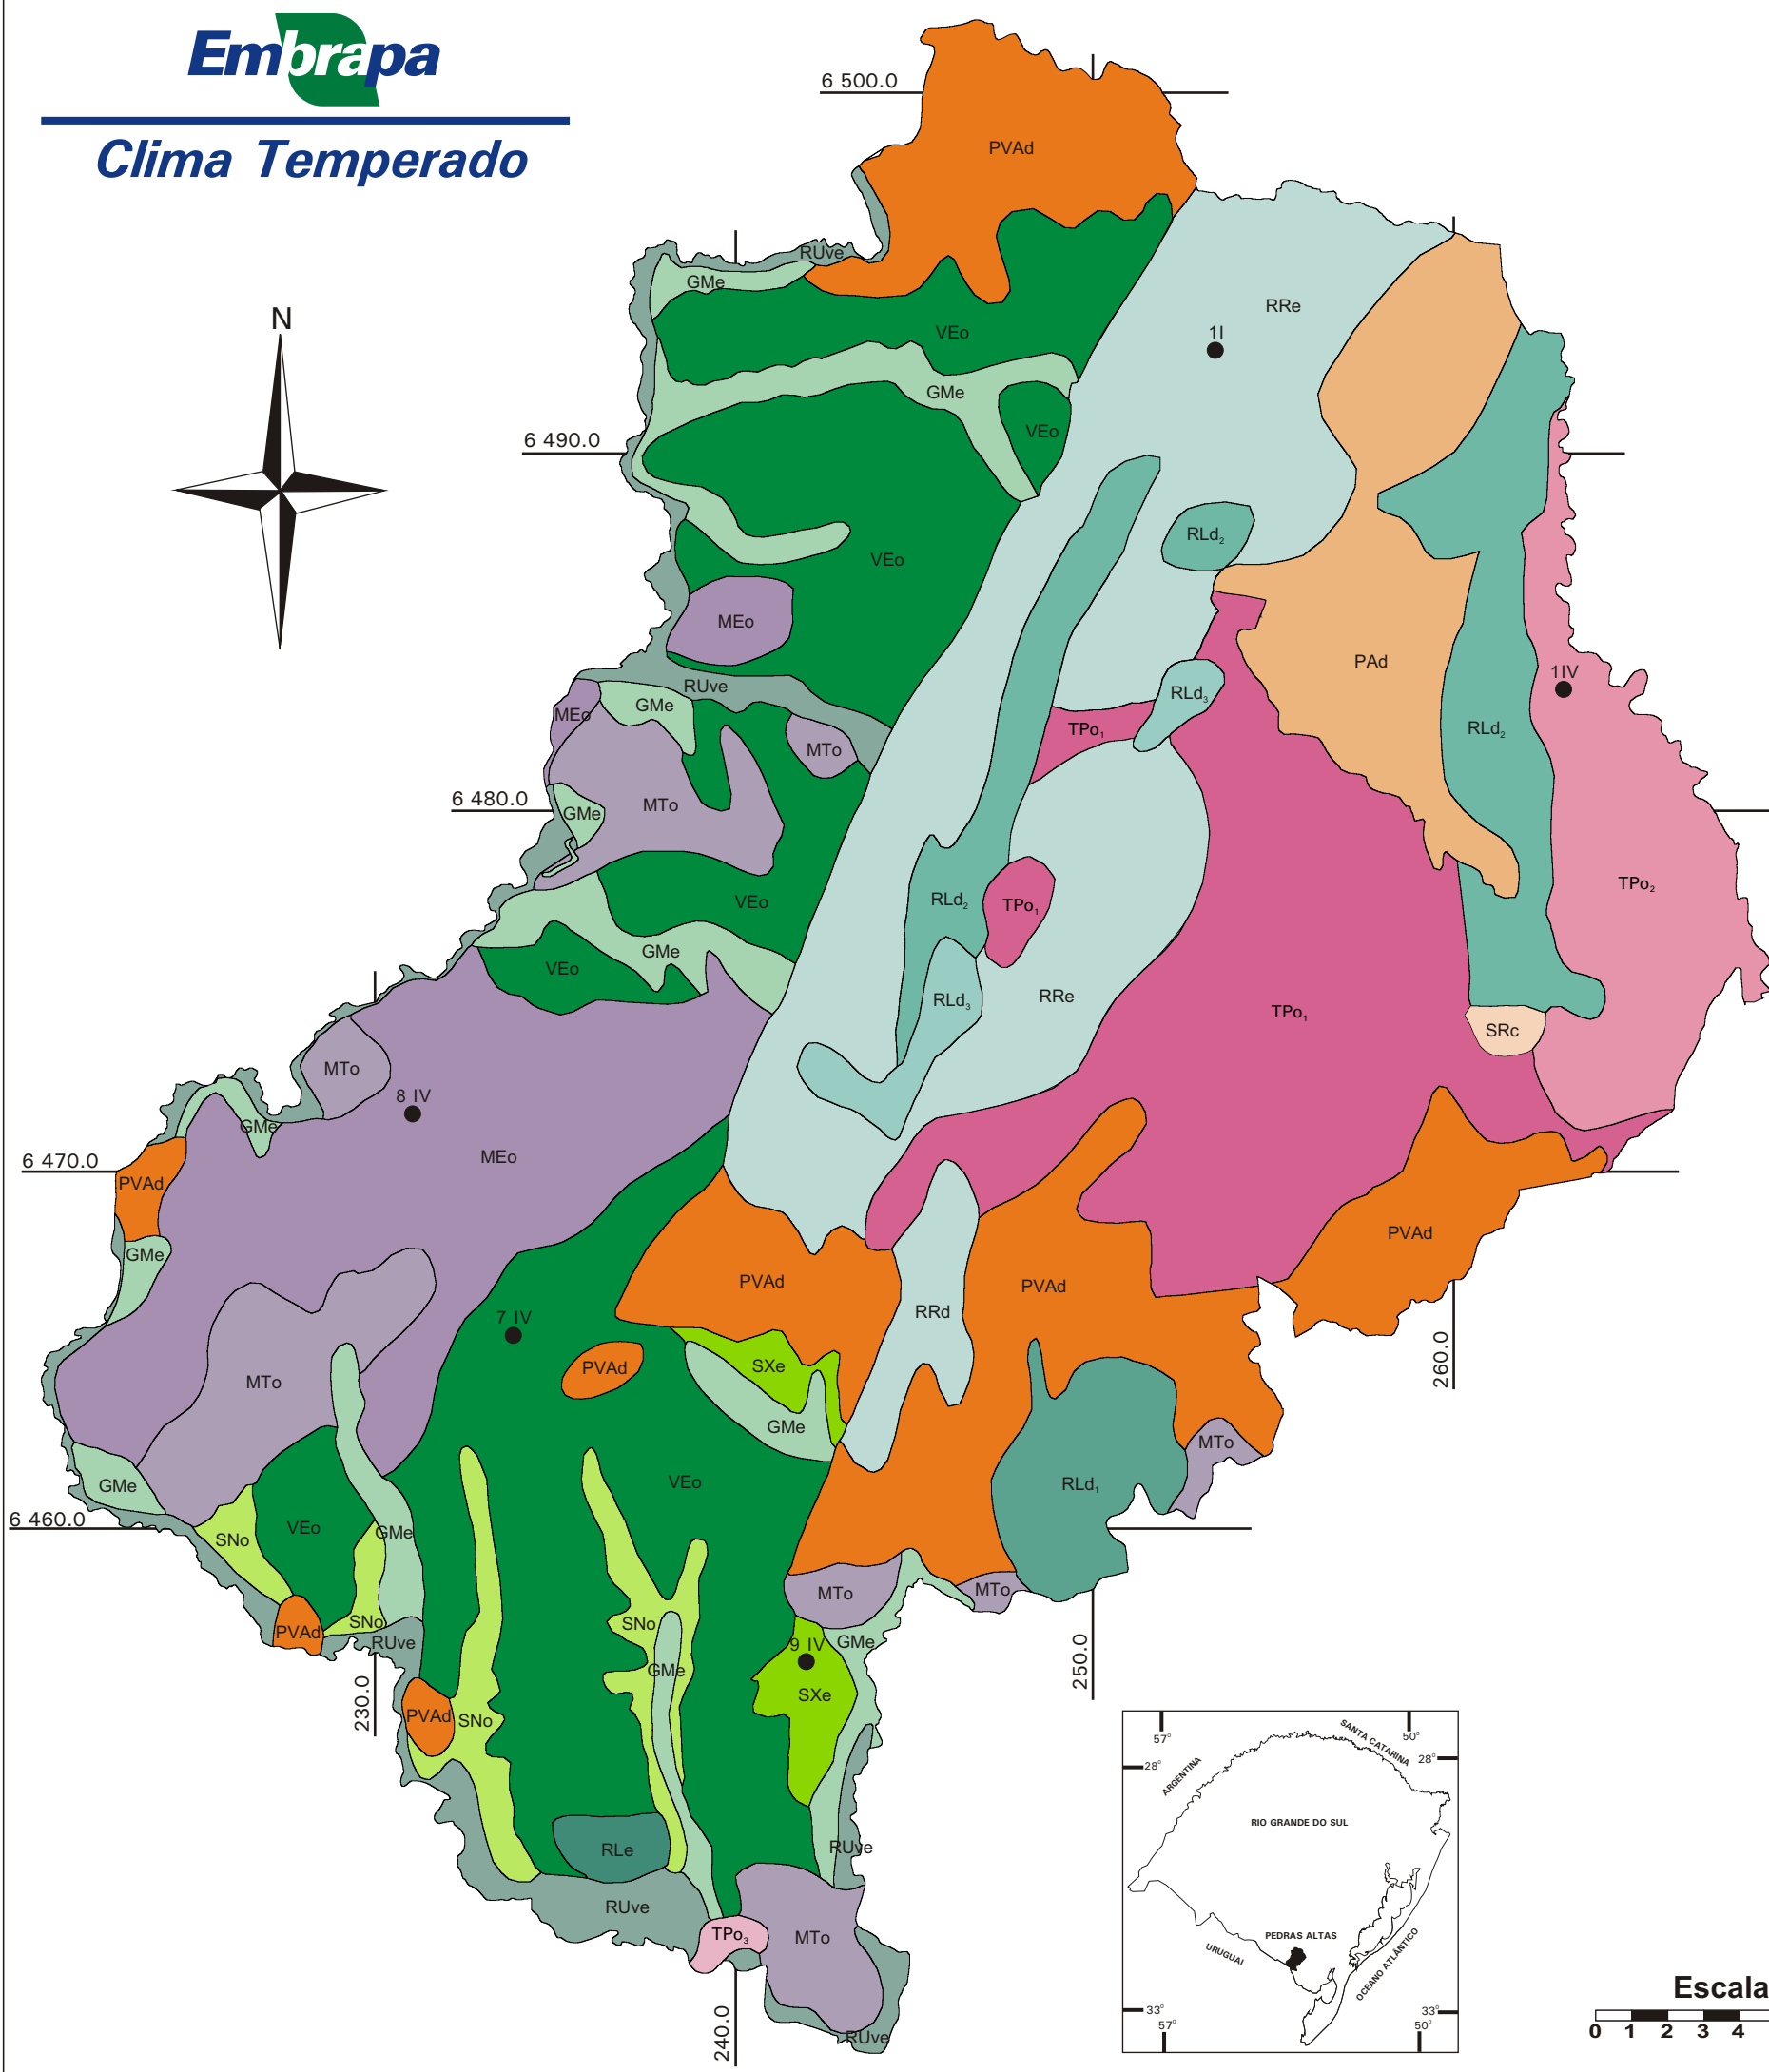 Embrapa
Clima Temperado
6 500.0
PVAd
RUve
GMe
RRe
N
VEo
1I
GMe
VEo
6 490.0
RLd2
VEo
MEo
PAd
1IV
RUve
RLd3
GMe
MEo
TPo1
RLd2
MTo
MTo
6 480.0
GMe
TPo2
VEo
RLd2
TPo1
GMe
VEo
RRe
RLd3
TPo1
SRc
MTo
8 IV
GMe
MEo
6 470.0
PVAd
PVAd
GMe
PVAd
PVAd
RRd
7 IV
260.0
SXe
PVAd
MTo
GMe
MTo
VEo
RLd1
GMe
6 460.0
VEo
GMe
SNo
MTo
MTo
SNo
SNo
PVAd
RUve
9 IV
GMe
250.0
GMe
230.0
SXe
PVAd
SNo
57°
SANTA CATARINA
50°
28°
28°
ARGENTINA
RIO GRANDE DO SUL
RLe
RUve
RUve
TPo3
MTo
PEDRAS ALTAS
URUGUAI
OCEANO ATLÂNTICO
Escala
33°
33°
0 1 2 3 4
240.0
RUve
57°
50°